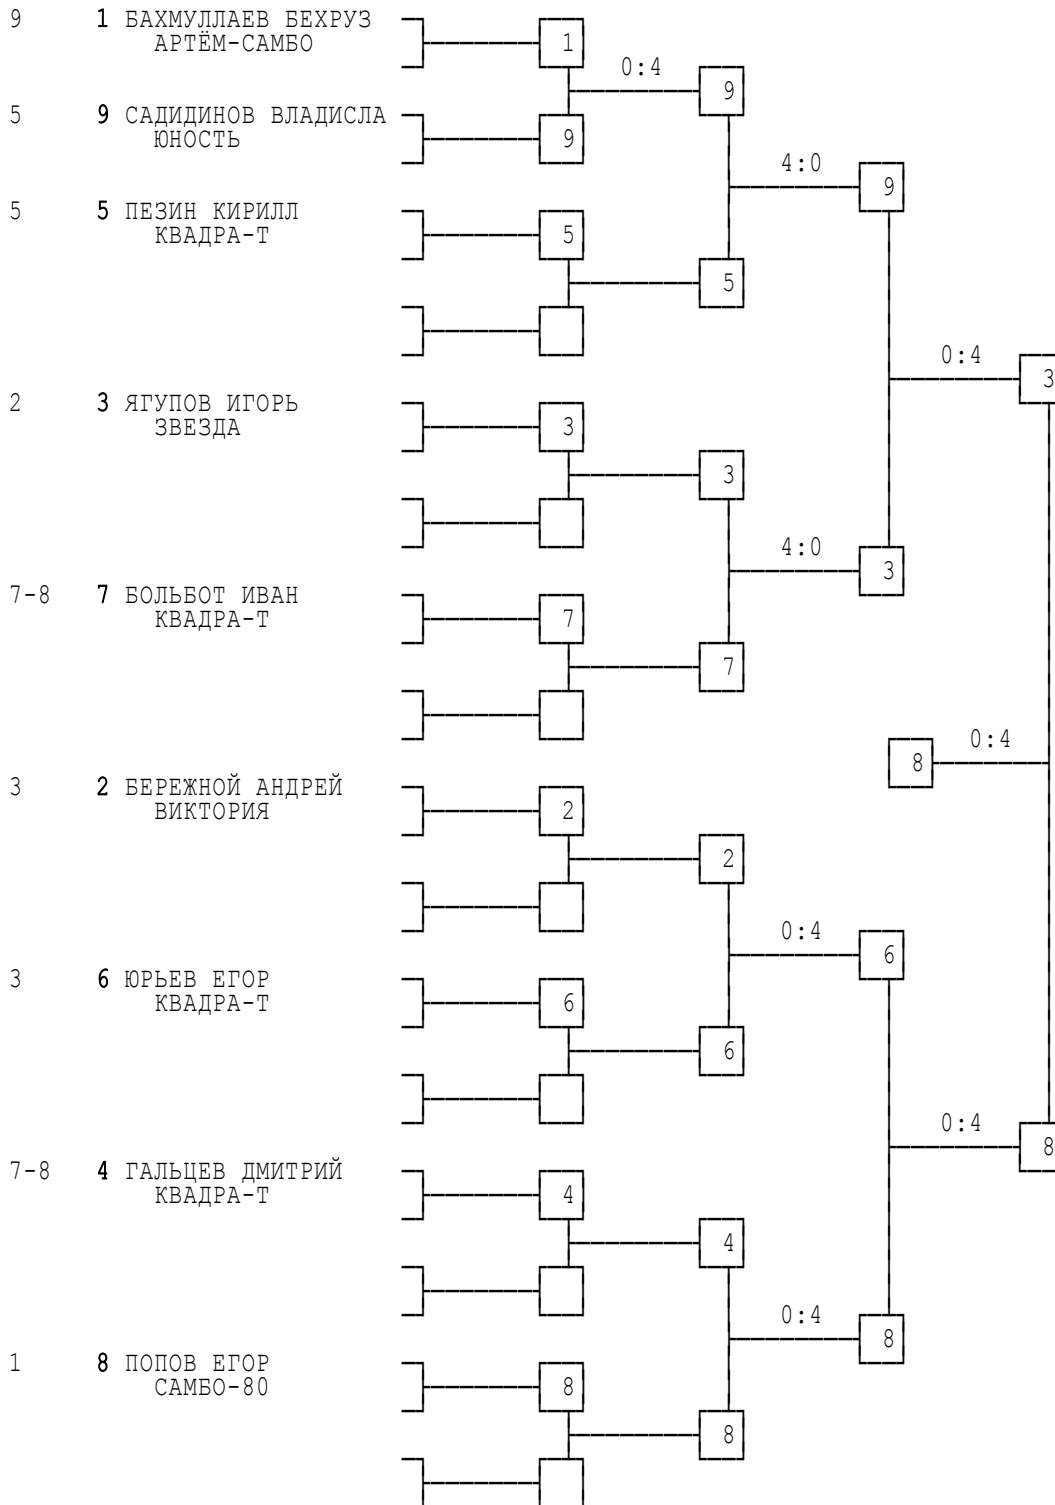 9 1 БАХМУЛЛАЕВ БЕХРУЗ
АРТЁМ-САМБО
1
0:4
9
5 9 САДИДИНОВ ВЛАДИСЛА
ЮНОСТЬ
9
4:0
9
5 5 ПЕЗИН КИРИЛЛ
КВАДРА-Т
5
5
0:4
3
2 3 ЯГУПОВ ИГОРЬ
ЗВЕЗДА
3
3
4:0
3
7-8 7 БОЛЬБОТ ИВАН
КВАДРА-Т
7
7
0:4
8
3 2 БЕРЕЖНОЙ АНДРЕЙ
ВИКТОРИЯ
2
2
0:4
6
3 6 ЮРЬЕВ ЕГОР
КВАДРА-Т
6
6
0:4
8
7-8 4 ГАЛЬЦЕВ ДМИТРИЙ
КВАДРА-Т
4
4
0:4
8
1 8 ПОПОВ ЕГОР
САМБО-80
8
8